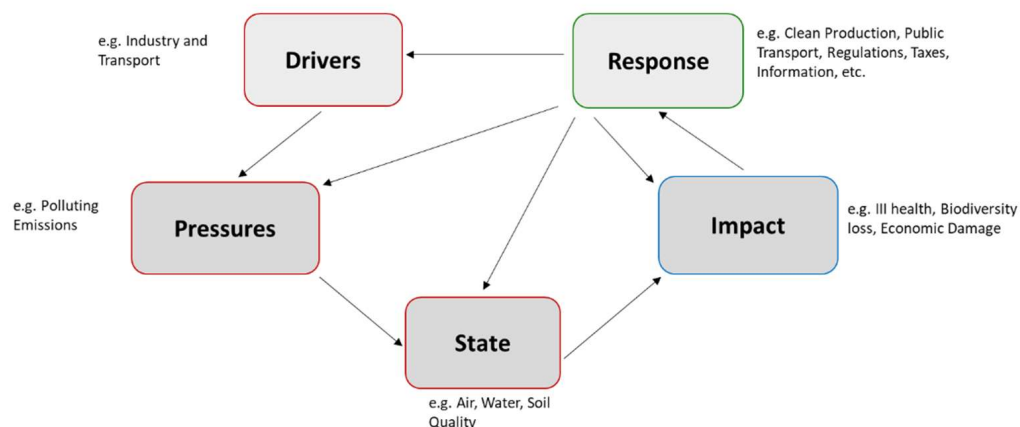 e.g. Industry and
Transport
Drivers
Response
e.g. Clean Production, Public
Transport, Regulations, Taxes,
Information, etc.
e.g. Polluting
Emissions
Pressures
Impact
e.g. Ill health, Biodiversity
loss, Economic Damage
State
e.g. Air, Water, Soil
Quality